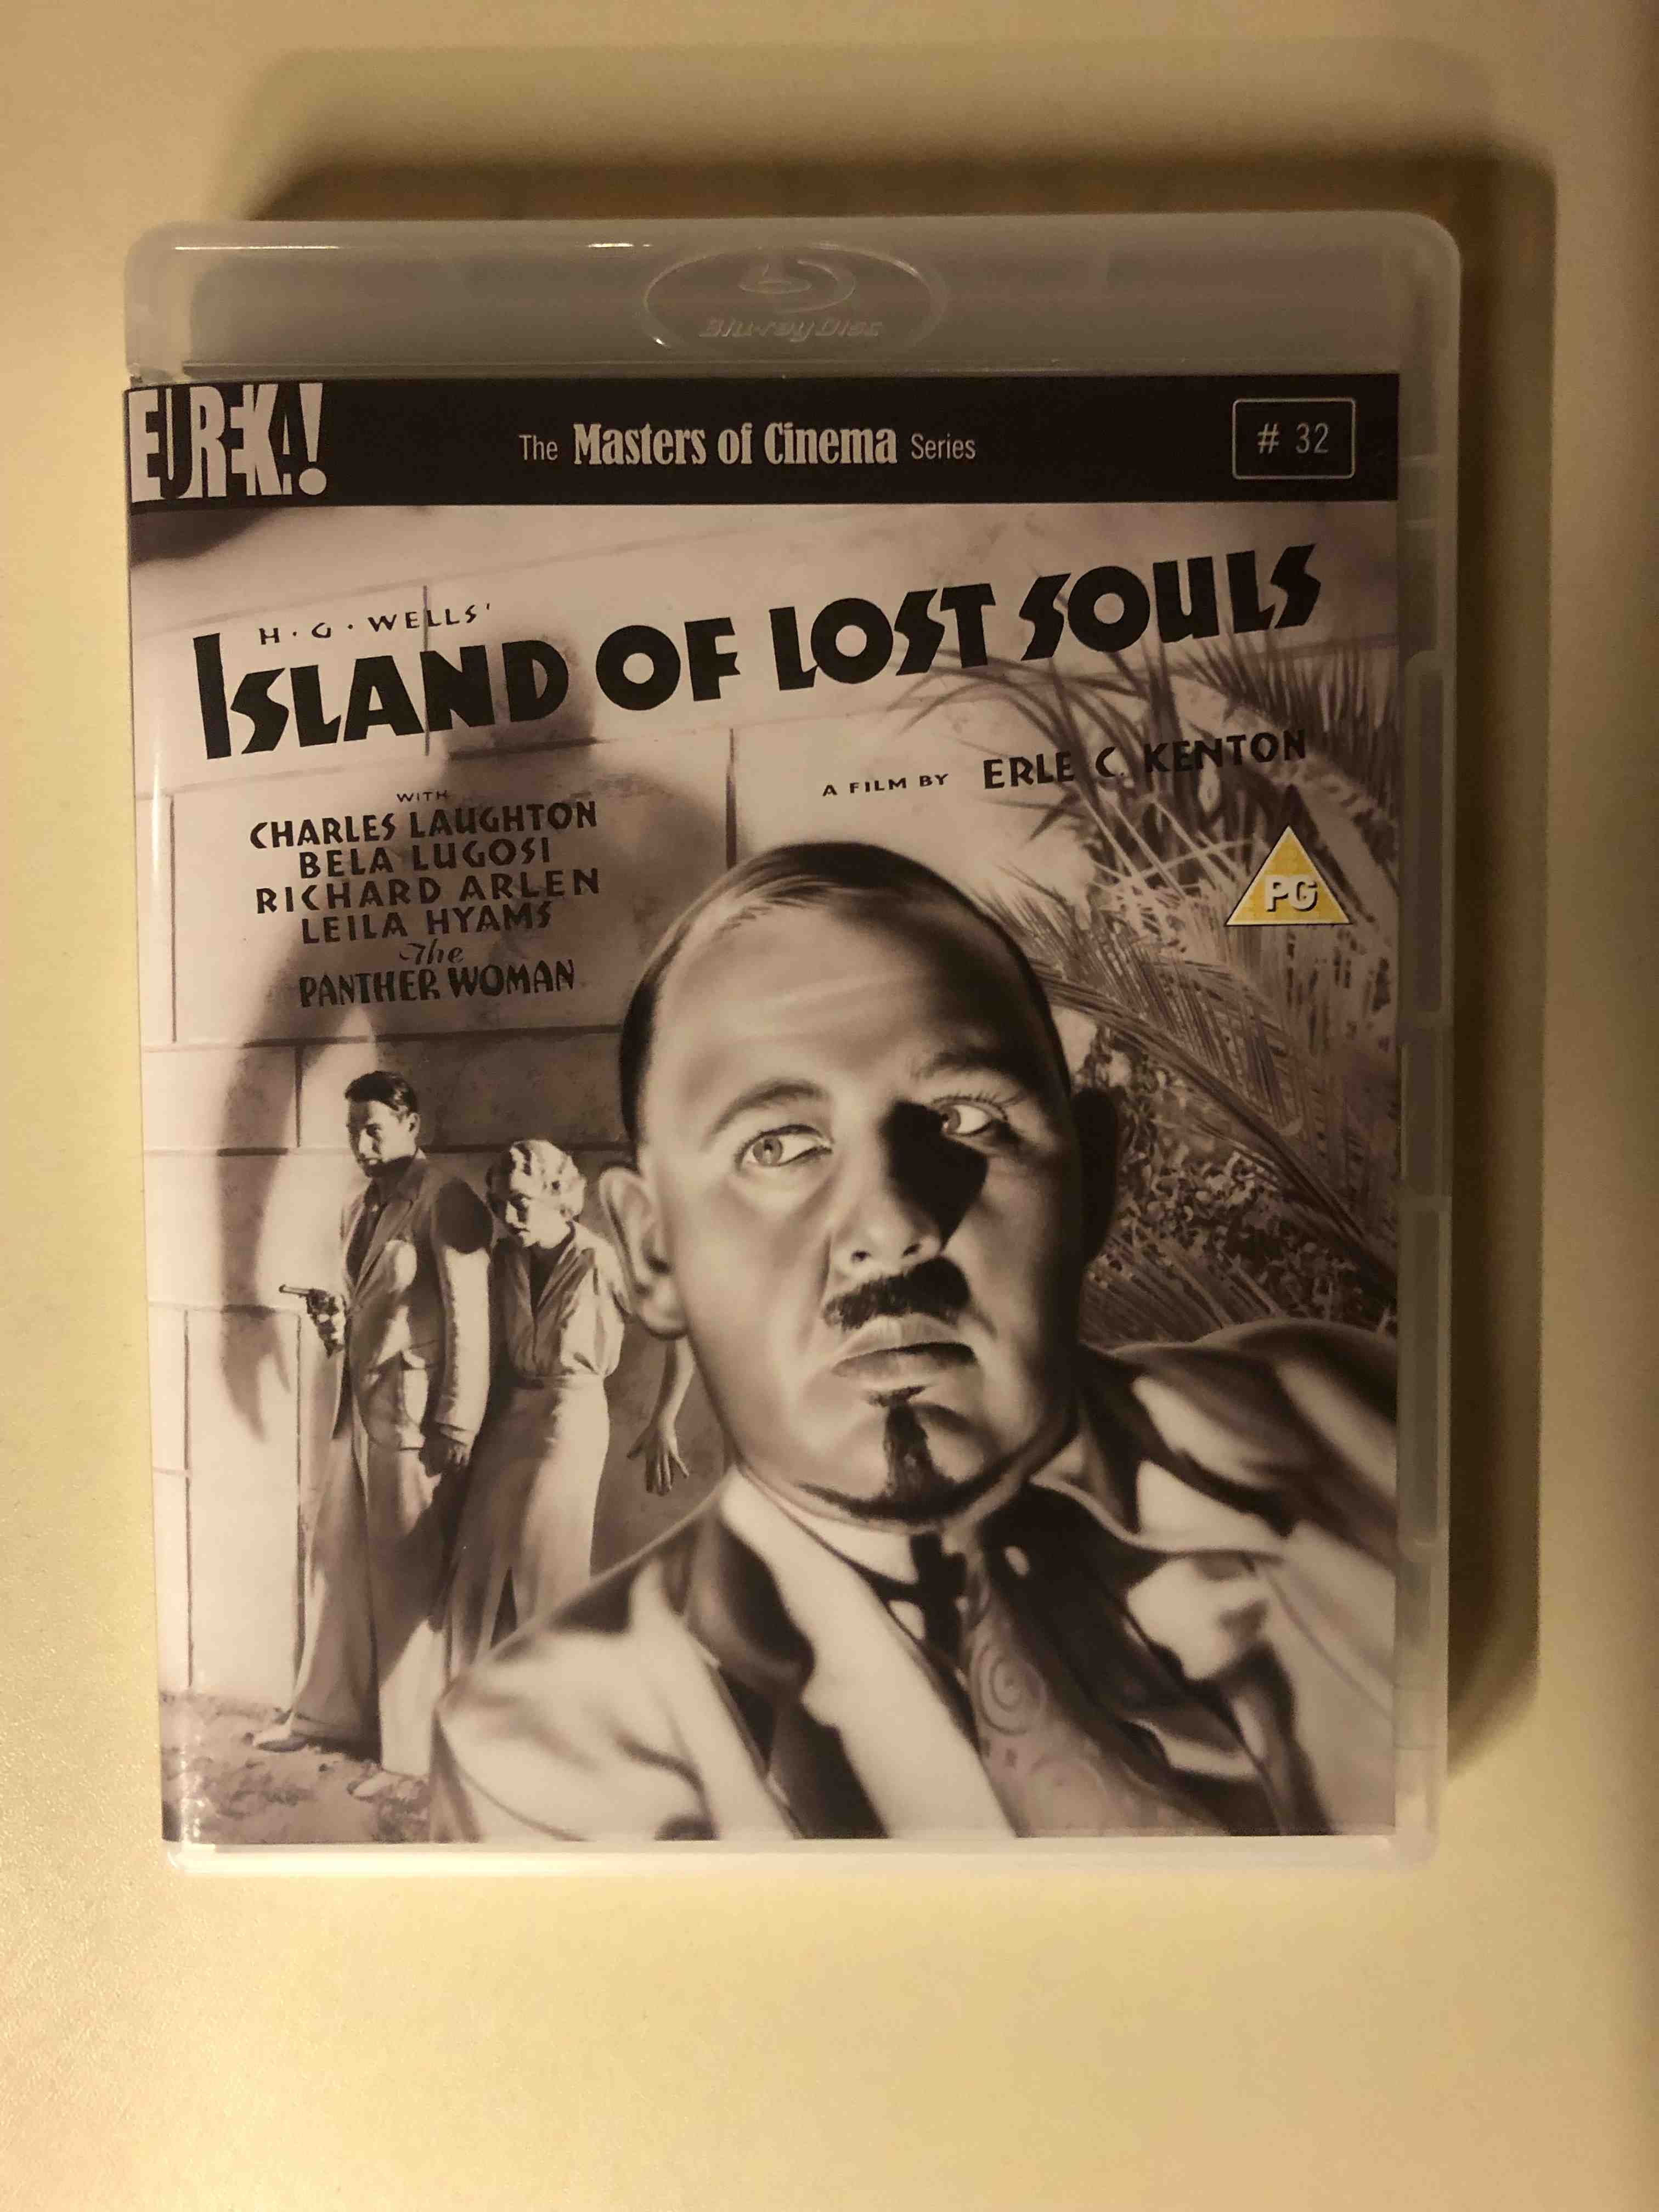 Blu-ray Disc
EUREKA!
The Masters of Cinema Series
# 32
H·G·WELLS'
ISLAND OF LOST SOULS
A FILM BY ERLE C. KENTON
WITH
CHARLES LAUGHTON
BELA LUGOSI
RICHARD ARLEN
LEILA HYAMS
The
PANTHER WOMAN
PG